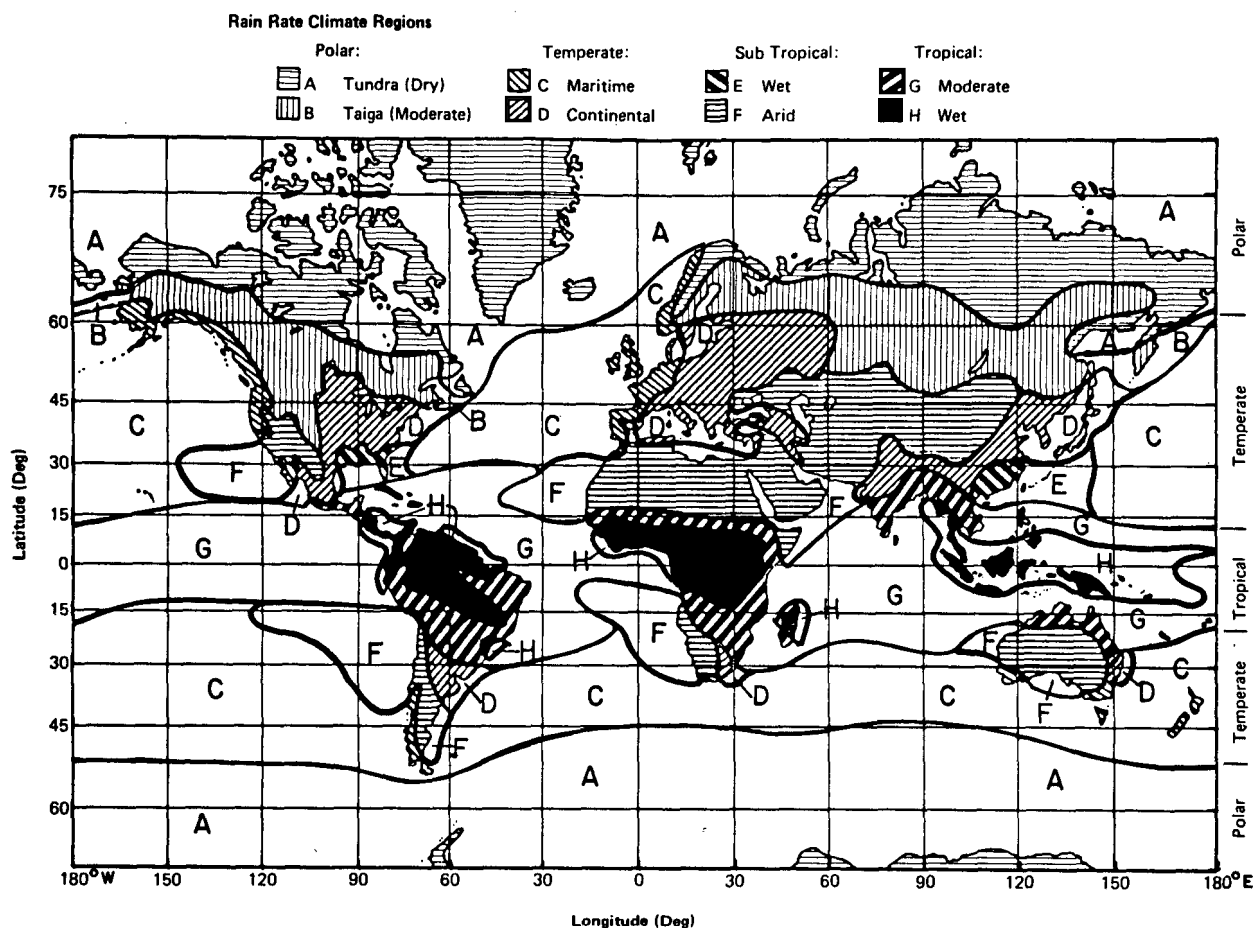 Rain Rate Climate Regions
Polar: Temperate: Sub Tropical: Tropical:
A Tundra (Dry) C Maritime E Wet G Moderate
B Taiga (Moderate) D Continental F Arid H Wet
75
A A A Polar
C
60
B A D A B
45
C D B C D D C Temperate
Latitude (Deg)
30
F E F F E
D H
15
G G H G H Tropical
0
G
15
F H F H F G
30
C D C D C F D C Temperate
45
F
A A
60
A Polar
180°W 150 120 90 60 30 0 30 60 90 120 150 180°E
Longitude (Deg)